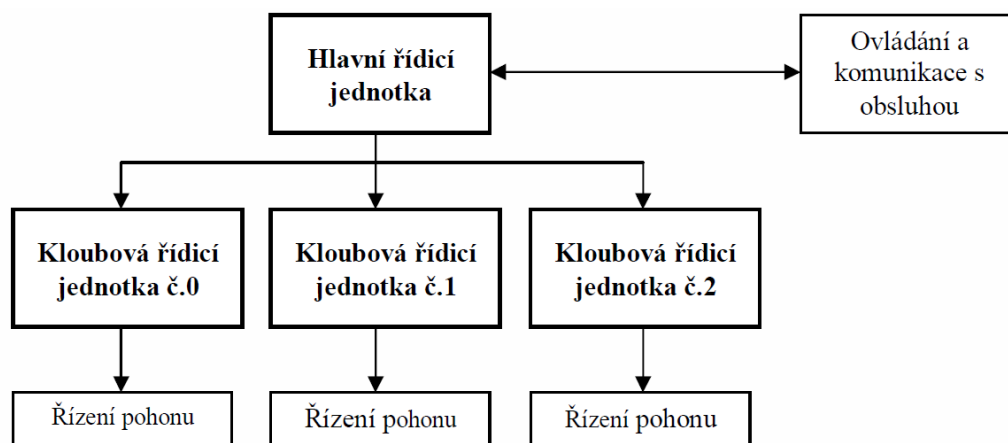 Hlavní řídicí
jednotka
Ovládání a
komunikace s
obsluhou
Kloubová řídicí
jednotka č.0
Kloubová řídicí
jednotka č.1
Kloubová řídicí
jednotka č.2
Řízení pohonu
Řízení pohonu
Řízení pohonu